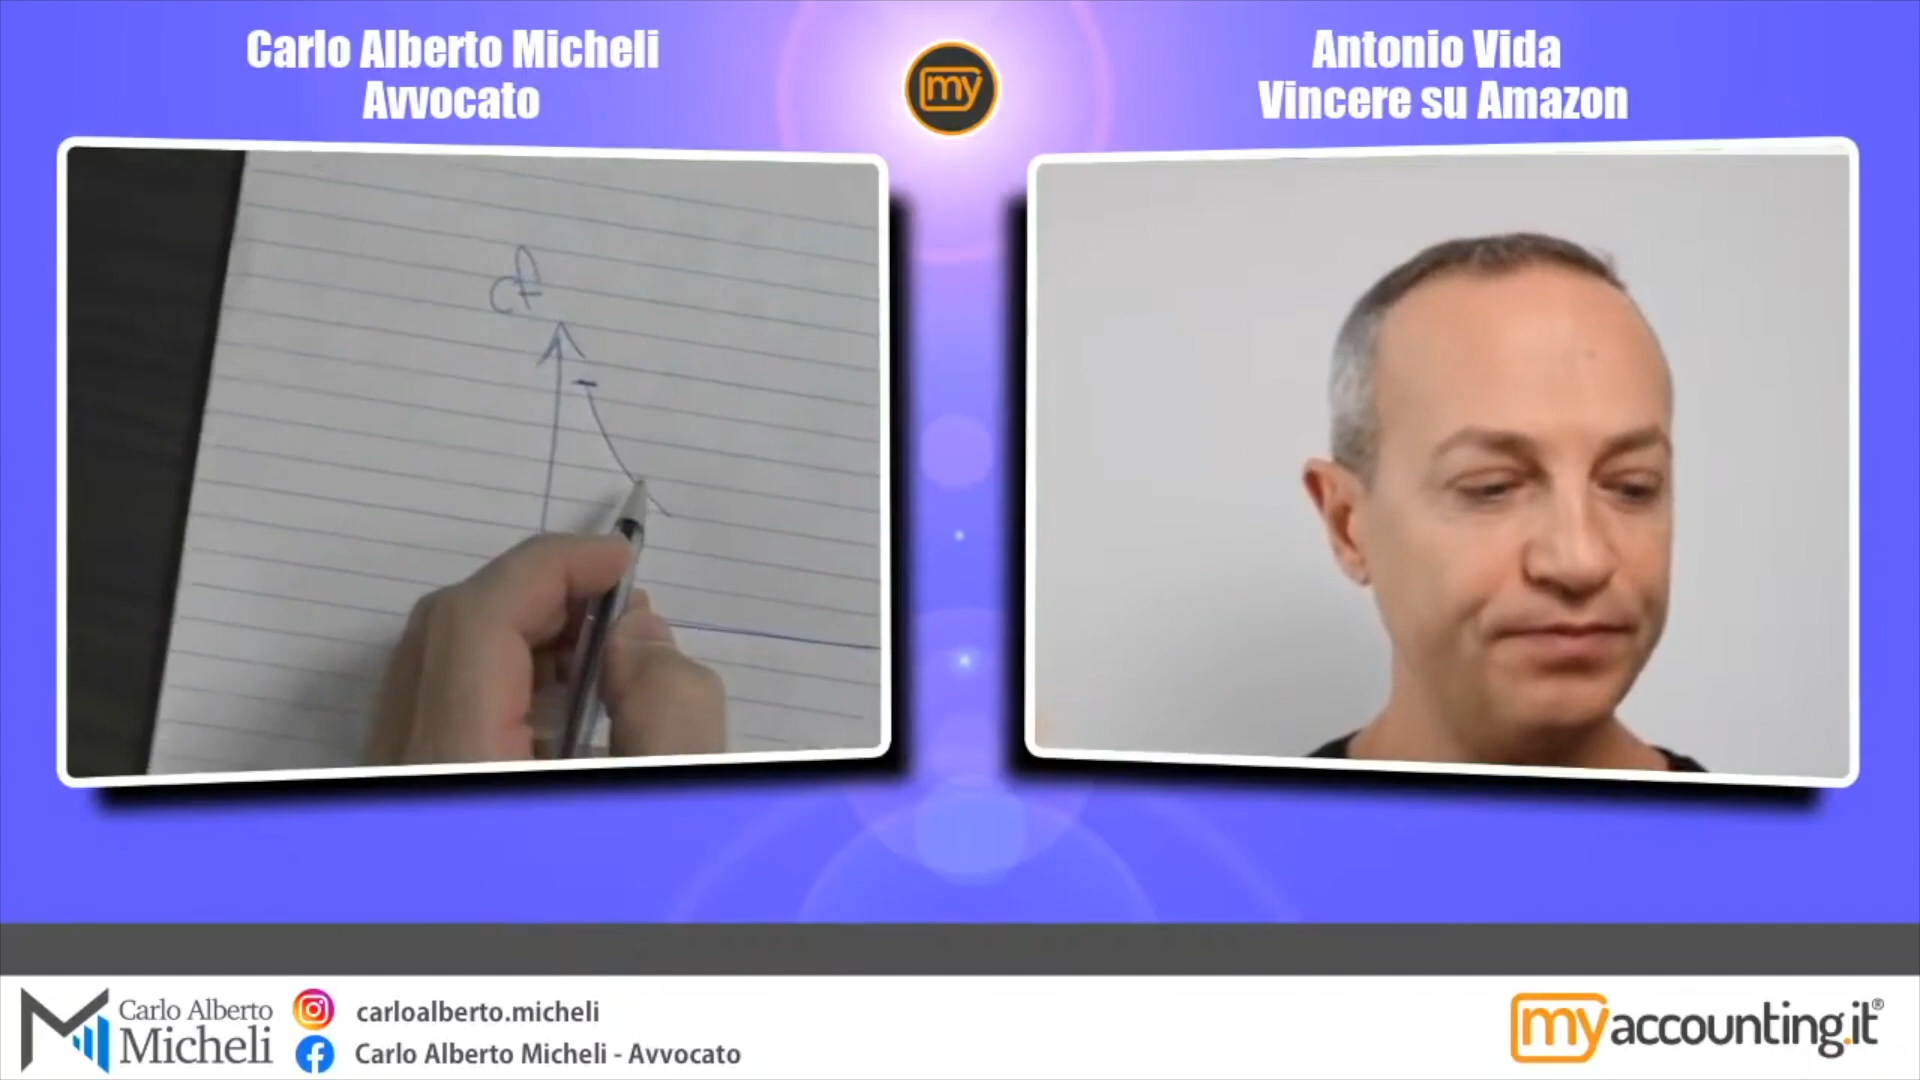 Carlo Alberto Micheli
Avvocato
my
Antonio Vida
Vincere su Amazon
Carlo Alberto
Micheli
carloalberto.micheli
Carlo Alberto Micheli - Avvocato
myaccounting.it®